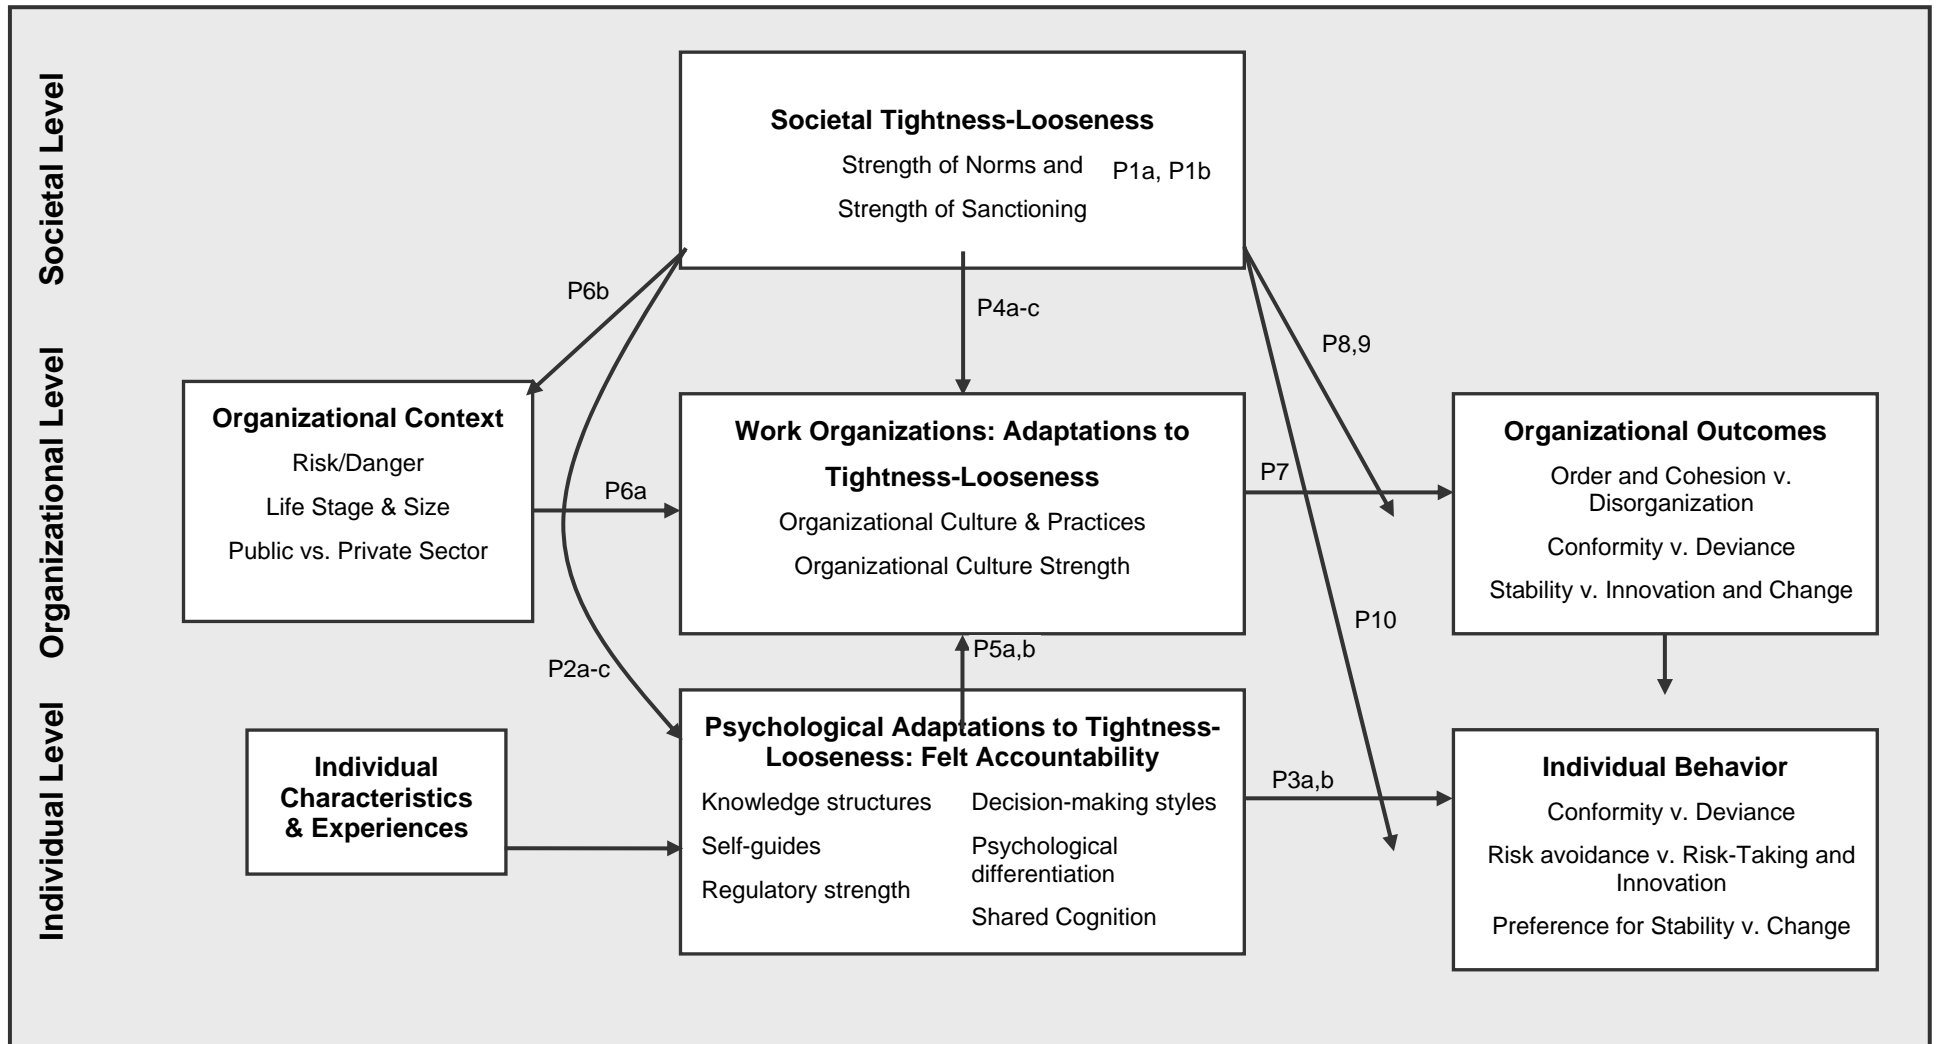 Societal Level
Societal Tightness-Looseness
Strength of Norms and
P1a, P1b
Strength of Sanctioning
P6b
P4a-c
P8,9
Organizational Level
Organizational Context
Risk/Danger
Life Stage & Size
Public vs. Private Sector
P6a
Work Organizations: Adaptations to
Tightness-Looseness
Organizational Culture & Practices
Organizational Culture Strength
P7
Organizational Outcomes
Order and Cohesion v.
Disorganization
Conformity v. Deviance
Stability v. Innovation and Change
P10
P2a-c
P5a,b
Individual Level
Individual
Characteristics
& Experiences
Psychological Adaptations to Tightness-
Looseness: Felt Accountability
Knowledge structures
Self-guides
Regulatory strength
Decision-making styles
Psychological
differentiation
Shared Cognition
P3a,b
Individual Behavior
Conformity v. Deviance
Risk avoidance v. Risk-Taking and
Innovation
Preference for Stability v. Change